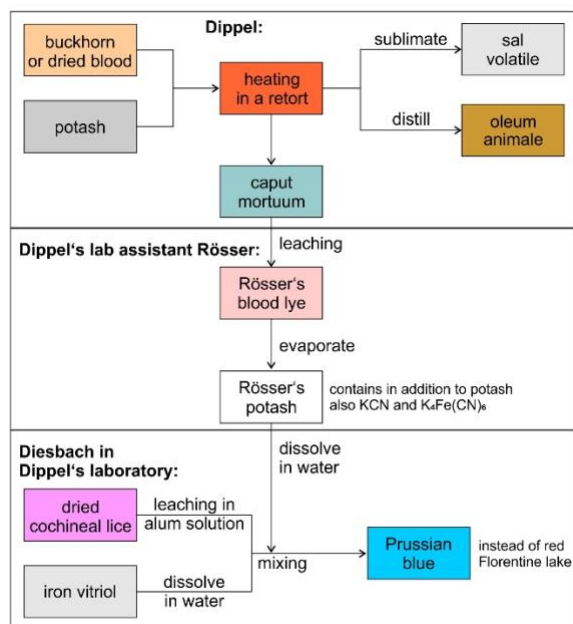 Dippel:
buckhorn
or dried blood
potash
heating
in a retort
sublimate
sal
volatile
distill
oleum
animale
caput
mortuum
leaching
Dippel‘s lab assistant Rösser:
Rösser's
blood lye
evaporate
Rösser's
potash
contains in addition to potash
also KCN and K₄Fe(CN)₆
dissolve
in water
Diesbach in
Dippel‘s laboratory:
dried
cochineal lice
leaching in
alum solution
iron vitriol
dissolve
in water
mixing
Prussian
blue
instead of red
Florentine lake